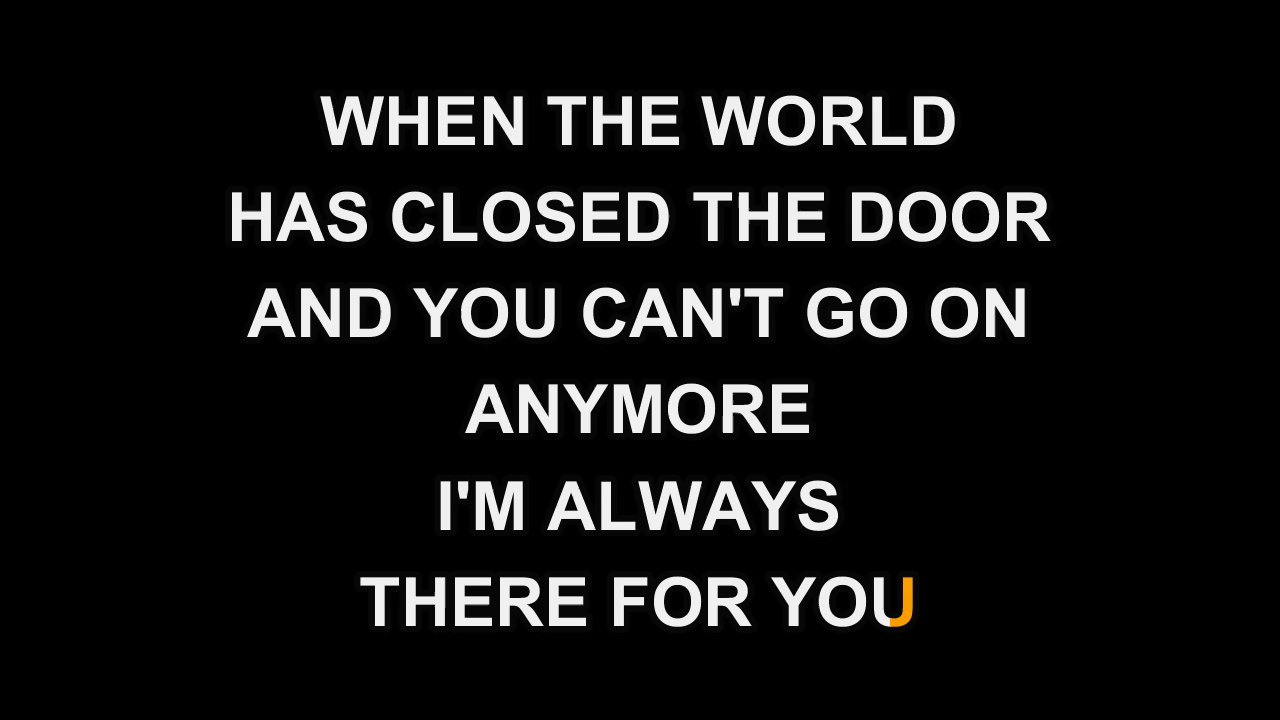 WHEN THE WORLD
HAS CLOSED THE DOOR
AND YOU CAN'T GO ON
ANYMORE
I'M ALWAYS
THERE FOR YOU